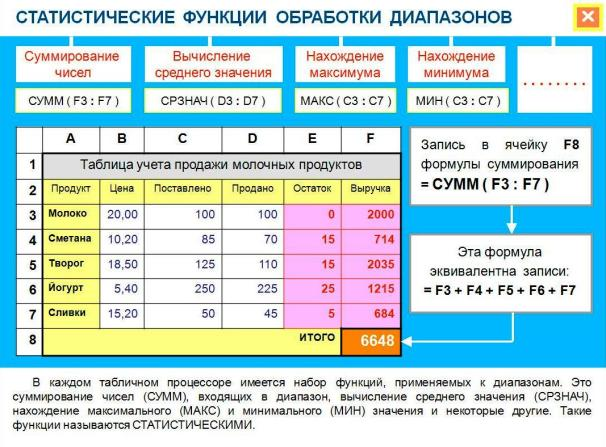 СТАТИСТИЧЕСКИЕ ФУНКЦИИ ОБРАБОТКИ ДИАПАЗОНОВ
Суммирование
чисел
СУММ ( F3 : F7 )
Вычисление
среднего значения
СРЗНАЧ ( D3 : D7 )
Нахождение
максимума
МАКС ( C3 : C7 )
Нахождение
минимума
МИН ( C3 : C7 )
. . . . . . . .
A B C D E F
1 Таблица учета продажи молочных продуктов
2 Продукт Цена Поставлено Продано Остаток Выручка
3 Молоко 20,00 100 100 0 2000
4 Сметана 10,20 85 70 15 714
5 Творог 18,50 125 110 15 2035
6 Йогурт 5,40 250 225 25 1215
7 Сливки 15,20 50 45 5 684
8 ИТОГО 6648
Запись в ячейку F8
формулы суммирования
= СУММ ( F3 : F7 )
Эта формула
эквивалентна записи:
= F3 + F4 + F5 + F6 + F7
В каждом табличном процессоре имеется набор функций, применяемых к диапазонам. Это
суммирование чисел (СУММ), входящих в диапазон, вычисление среднего значения (СРЗНАЧ),
нахождение максимального (МАКС) и минимального (МИН) значения и некоторые другие. Такие
функции называются СТАТИСТИЧЕСКИМИ.